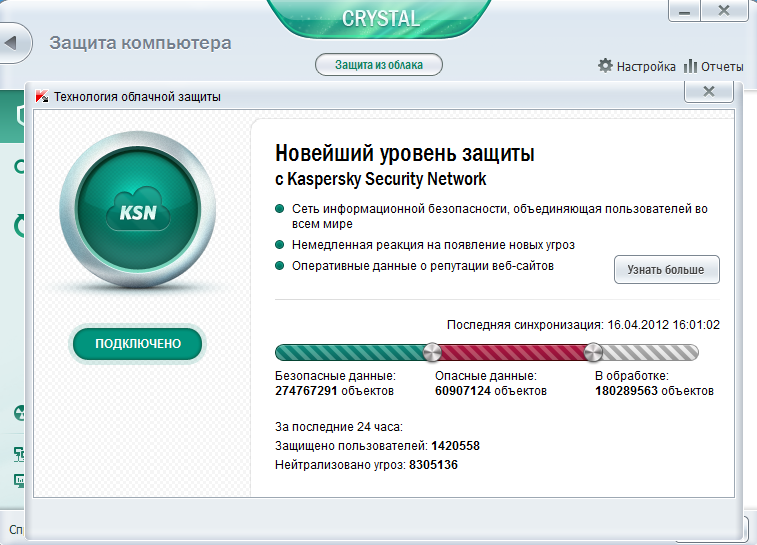 CRYSTAL
Защита компьютера
Защита из облака
Настройка
Отчеты
Технология облачной защиты
KSN
ПОДКЛЮЧЕНО
Новейший уровень защиты
с Kaspersky Security Network
Сеть информационной безопасности, объединяющая пользователей во
всем мире
Немедленная реакция на появление новых угроз
Оперативные данные о репутации веб-сайтов
Узнать больше
Последняя синхронизация: 16.04.2012 16:01:02
Безопасные данные:
274767291 объектов
Опасные данные:
60907124 объектов
В обработке:
180289563 объектов
За последние 24 часа:
Защищено пользователей: 1420558
Нейтрализовано угроз: 8305136